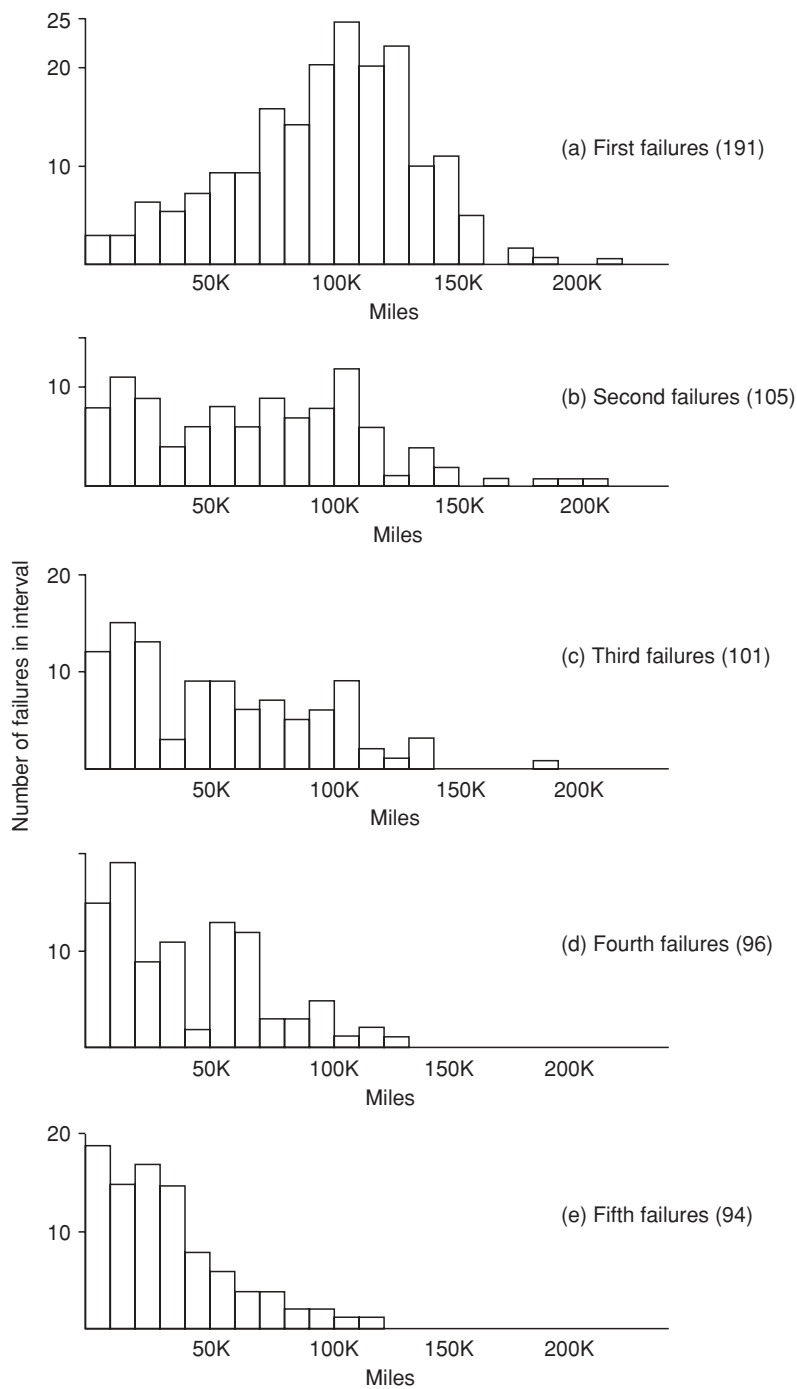 25
20
10
(a) First failures (191)
50K 100K 150K 200K
Miles
10
(b) Second failures (105)
50K 100K 150K 200K
Miles
Number of failures in interval
20
10
(c) Third failures (101)
50K 100K 150K 200K
Miles
10
(d) Fourth failures (96)
50K 100K 150K 200K
Miles
20
10
(e) Fifth failures (94)
50K 100K 150K 200K
Miles